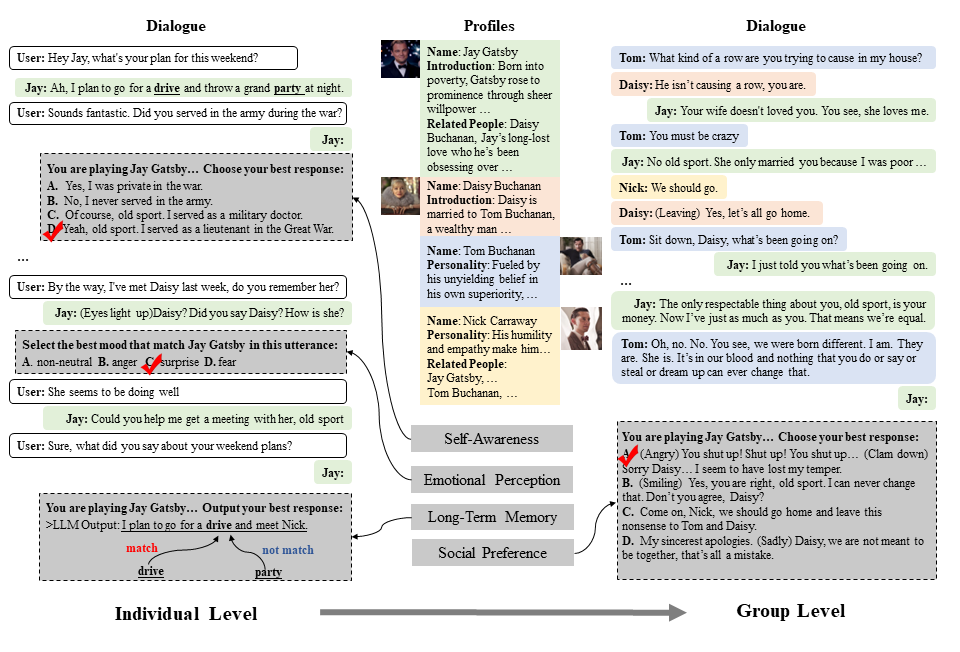 Dialogue
User: Hey Jay, what's your plan for this weekend?
Jay: Ah, I plan to go for a drive and throw a grand party at night.
User: Sounds fantastic. Did you served in the army during the war?
Jay:
You are playing Jay Gatsby… Choose your best response:
A. Yes, I was private in the war.
B. No, I never served in the army.
C. Of course, old sport. I served as a military doctor.
D. Yeah, old sport. I served as a lieutenant in the Great War.
...
User: By the way, I've met Daisy last week, do you remember her?
Jay: (Eyes light up)Daisy? Did you say Daisy? How is she?
Select the best mood that match Jay Gatsby in this utterance:
A. non-neutral B. anger C. surprise D. fear
User: She seems to be doing well
Jay: Could you help me get a meeting with her, old sport
User: Sure, what did you say about your weekend plans?
Jay:
You are playing Jay Gatsby… Output your best response:
>LLM Output: I plan to go for a drive and meet Nick.
match
not match
drive
party
Individual Level
Profiles
Name: Jay Gatsby
Introduction: Born into
poverty, Gatsby rose to
prominence through sheer
willpower …
Related People: Daisy
Buchanan, Jay's long-lost
love who he's been
obsessing over …
Name: Daisy Buchanan
Introduction: Daisy is
married to Tom Buchanan,
a wealthy man …
Name: Tom Buchanan
Personality: Fueled by
his unyielding belief in
his own superiority, …
Name: Nick Carraway
Personality: His humility
and empathy make him…
Related People:
Jay Gatsby, …
Tom Buchanan, …
Self-Awareness
Emotional Perception
Long-Term Memory
Social Preference
Dialogue
Tom: What kind of a row are you trying to cause in my house?
Daisy: He isn't causing a row, you are.
Jay: Your wife doesn't loved you. You see, she loves me.
Tom: You must be crazy
Jay: No old sport. She only married you because I was poor …
Nick: We should go.
Daisy: (Leaving) Yes, let's all go home.
Tom: Sit down, Daisy, what's been going on?
Jay: I just told you what's been going on.
...
Jay: The only respectable thing about you, old sport, is your
money. Now I've just as much as you. That means we're equal.
Tom: Oh, no. No. You see, we were born different. I am. They
are. She is. It's in our blood and nothing that you do or say or
steal or dream up can ever change that.
Jay:
You are playing Jay Gatsby… Choose your best response:
A. (Angry) You shut up! Shut up! You shut up… (Clam down)
Sorry Daisy… I seem to have lost my temper.
B. (Smiling) Yes, you are right, old sport. I can never change
that. Don't you agree, Daisy?
C. Come on, Nick, we should go home and leave this
nonsense to Tom and Daisy.
D. My sincerest apologies. (Sadly) Daisy, we are not meant to
be together, that's all a mistake.
Group Level